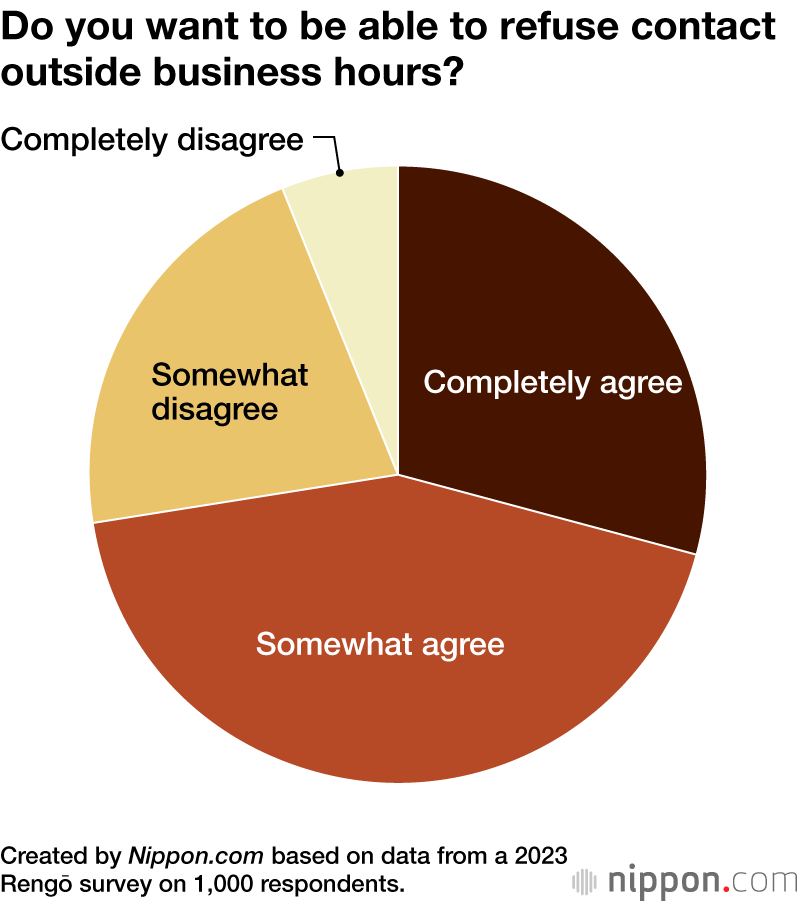 Do you want to be able to refuse contact
outside business hours?
Completely disagree
Somewhat
disagree
Completely agree
Somewhat agree
Created by Nippon.com based on data from a 2023
Rengō survey on 1,000 respondents.
nippon.com